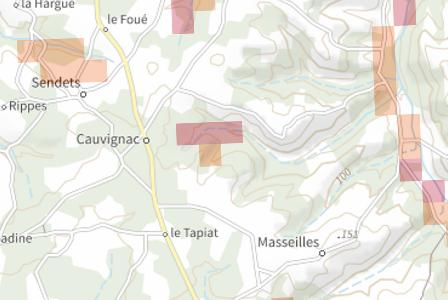 la Hargue
le Foué
Sendets
Rippes
Cauvignac
100
adine
le Tapiat
Masseilles
151